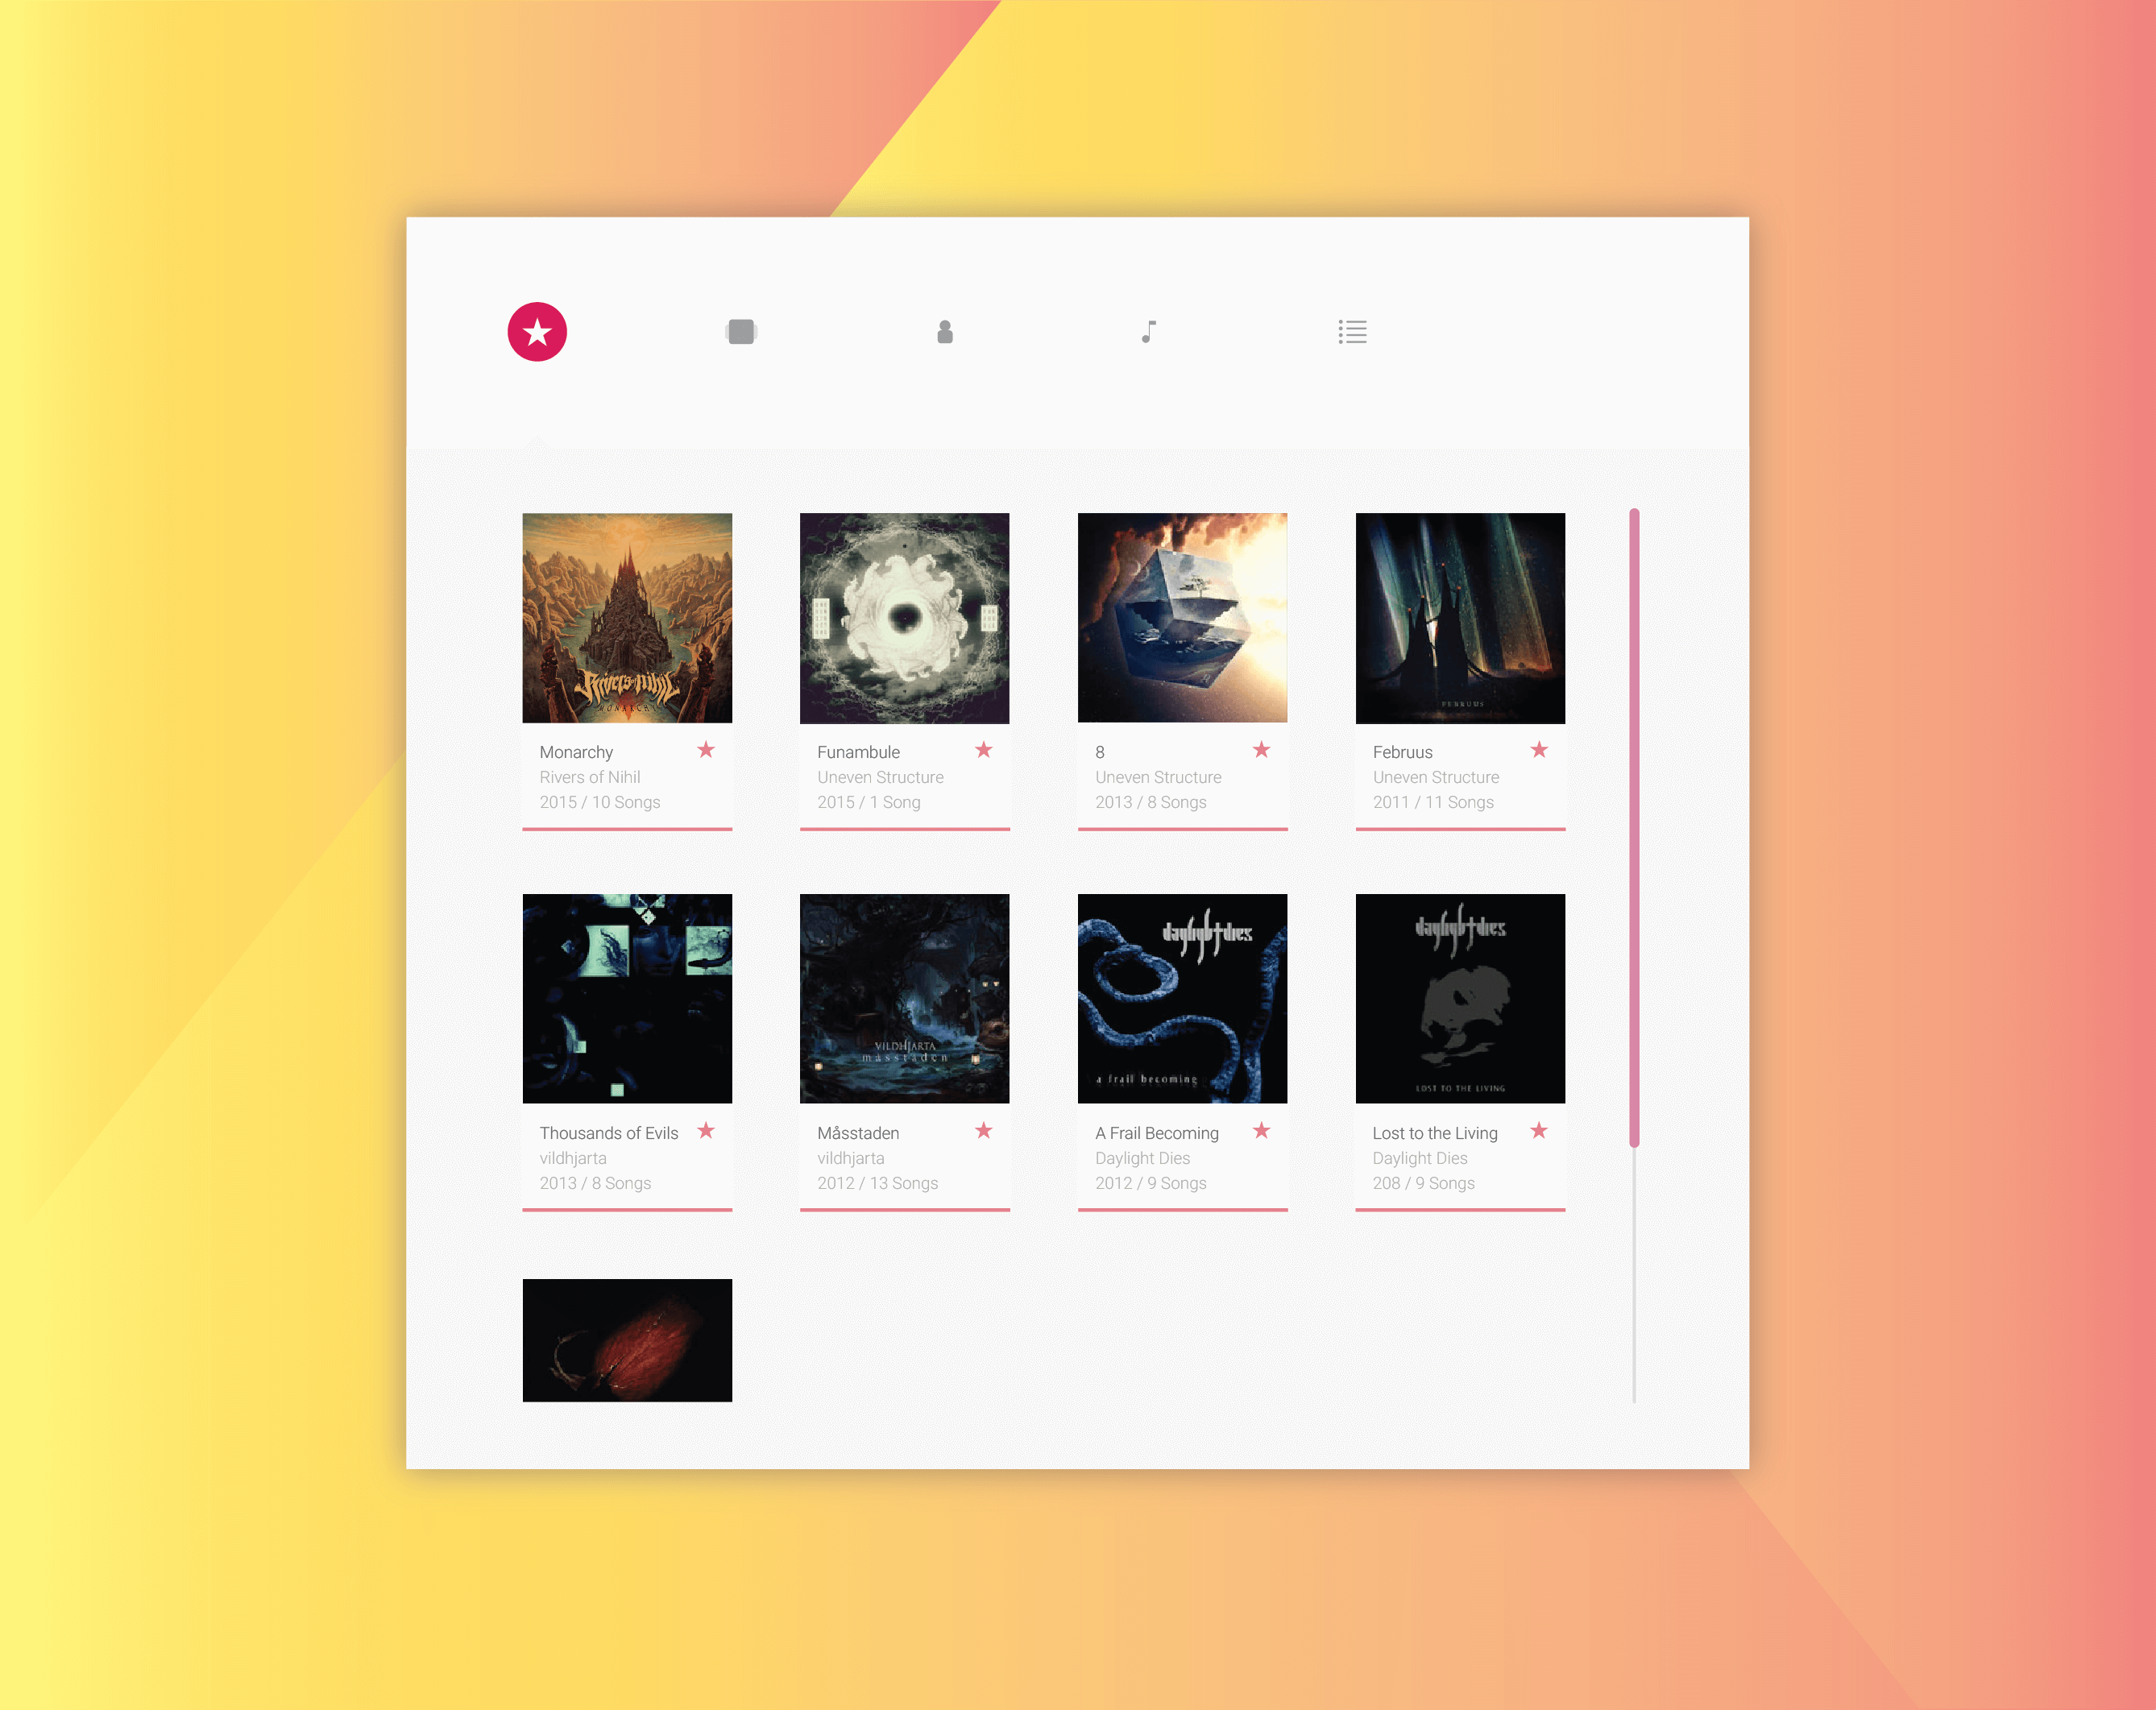 Rivers of Nihil
MONARCHY
FEBRUUS
Monarchy
Rivers of Nihil
2015 / 10 Songs
Funambule
Uneven Structure
2015 / 1 Song
8
Uneven Structure
2013 / 8 Songs
Februus
Uneven Structure
2011 / 11 Songs
VILDHJARTA
måsstaden
daylight dies
a frail becoming
daylight dies
LOST TO THE LIVING
Thousands of Evils
vildhjarta
2013 / 8 Songs
Måsstaden
vildhjarta
2012 / 13 Songs
A Frail Becoming
Daylight Dies
2012 / 9 Songs
Lost to the Living
Daylight Dies
208 / 9 Songs